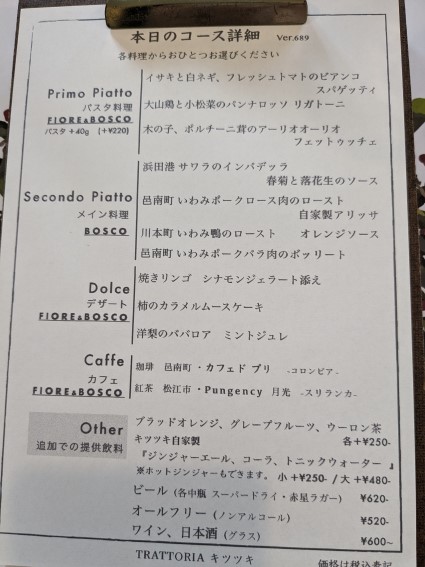 本日のコース詳細 Ver.689
各料理からおひとつお選びください
Primo Piatto
パスタ料理
FIORE&BOSCO
パスタ+40g (+¥220)
イサキと白ネギ、フレッシュトマトのビアンコ
スパゲッティ
大山鶏と小松菜のパンナロッソ リガトーニ
木の子、ポルチーニ茸のアーリオオーリオ
フェットゥッチェ
Secondo Piatto
メイン料理
BOSCO
浜田港 サワラのインパデッラ
春菊と落花生のソース
邑南町 いわみポークロース肉のロースト
自家製アリッサ
川本町 いわみ鴨のロースト オレンジソース
邑南町 いわみポークバラ肉のボッリート
Dolce
デザート
FIORE&BOSCO
焼きリンゴ シナモンジェラート添え
柿のカラメルムースケーキ
洋梨のババロア ミントジュレ
Caffe
カフェ
FIORE&BOSCO
珈琲 邑南町・カフェド プリ -コロンビア-
紅茶 松江市・Pungency 月光 -スリランカ-
Other
追加での提供飲料
ブラッドオレンジ、グレープフルーツ、ウーロン茶
キツツキ自家製 各+¥250-
『ジンジャーエール、コーラ、トニックウォーター 』
※ホットジンジャーもできます。 小+¥250- / 大+¥480-
ビール (各中瓶 スーパードライ・赤星ラガー) ¥620-
オールフリー (ノンアルコール) ¥520-
ワイン、日本酒 (グラス) ¥600~
TRATTORIA キツツキ 価格は税込表記